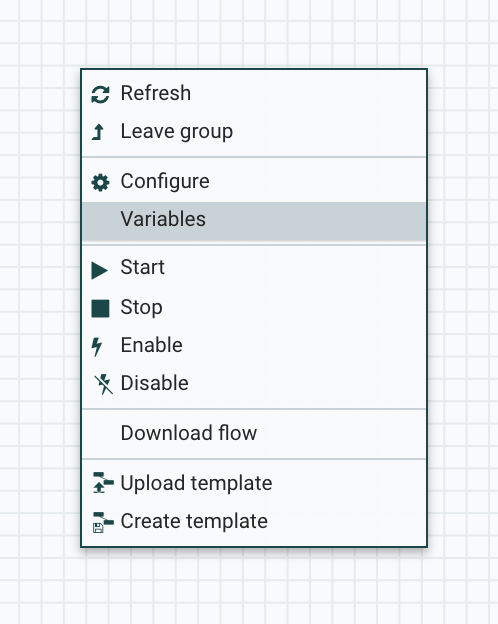 Refresh
Leave group
Configure
Variables
Start
Stop
Enable
Disable
Download flow
Upload template
Create template